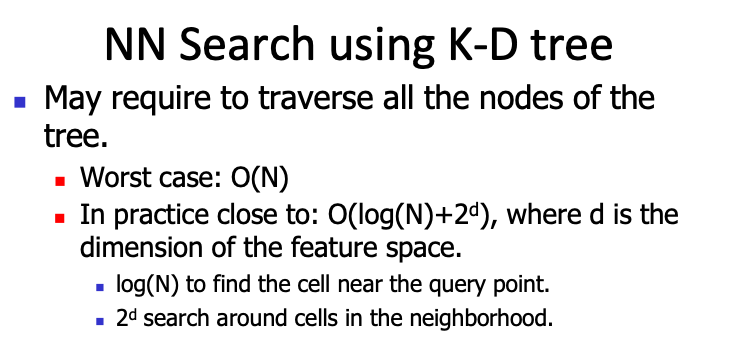 NN Search using K-D tree
▪ May require to traverse all the nodes of the
tree.
▪ Worst case: O(N)
▪ In practice close to: O(log(N)+2ᵈ), where d is the
dimension of the feature space.
▪ log(N) to find the cell near the query point.
▪ 2ᵈ search around cells in the neighborhood.